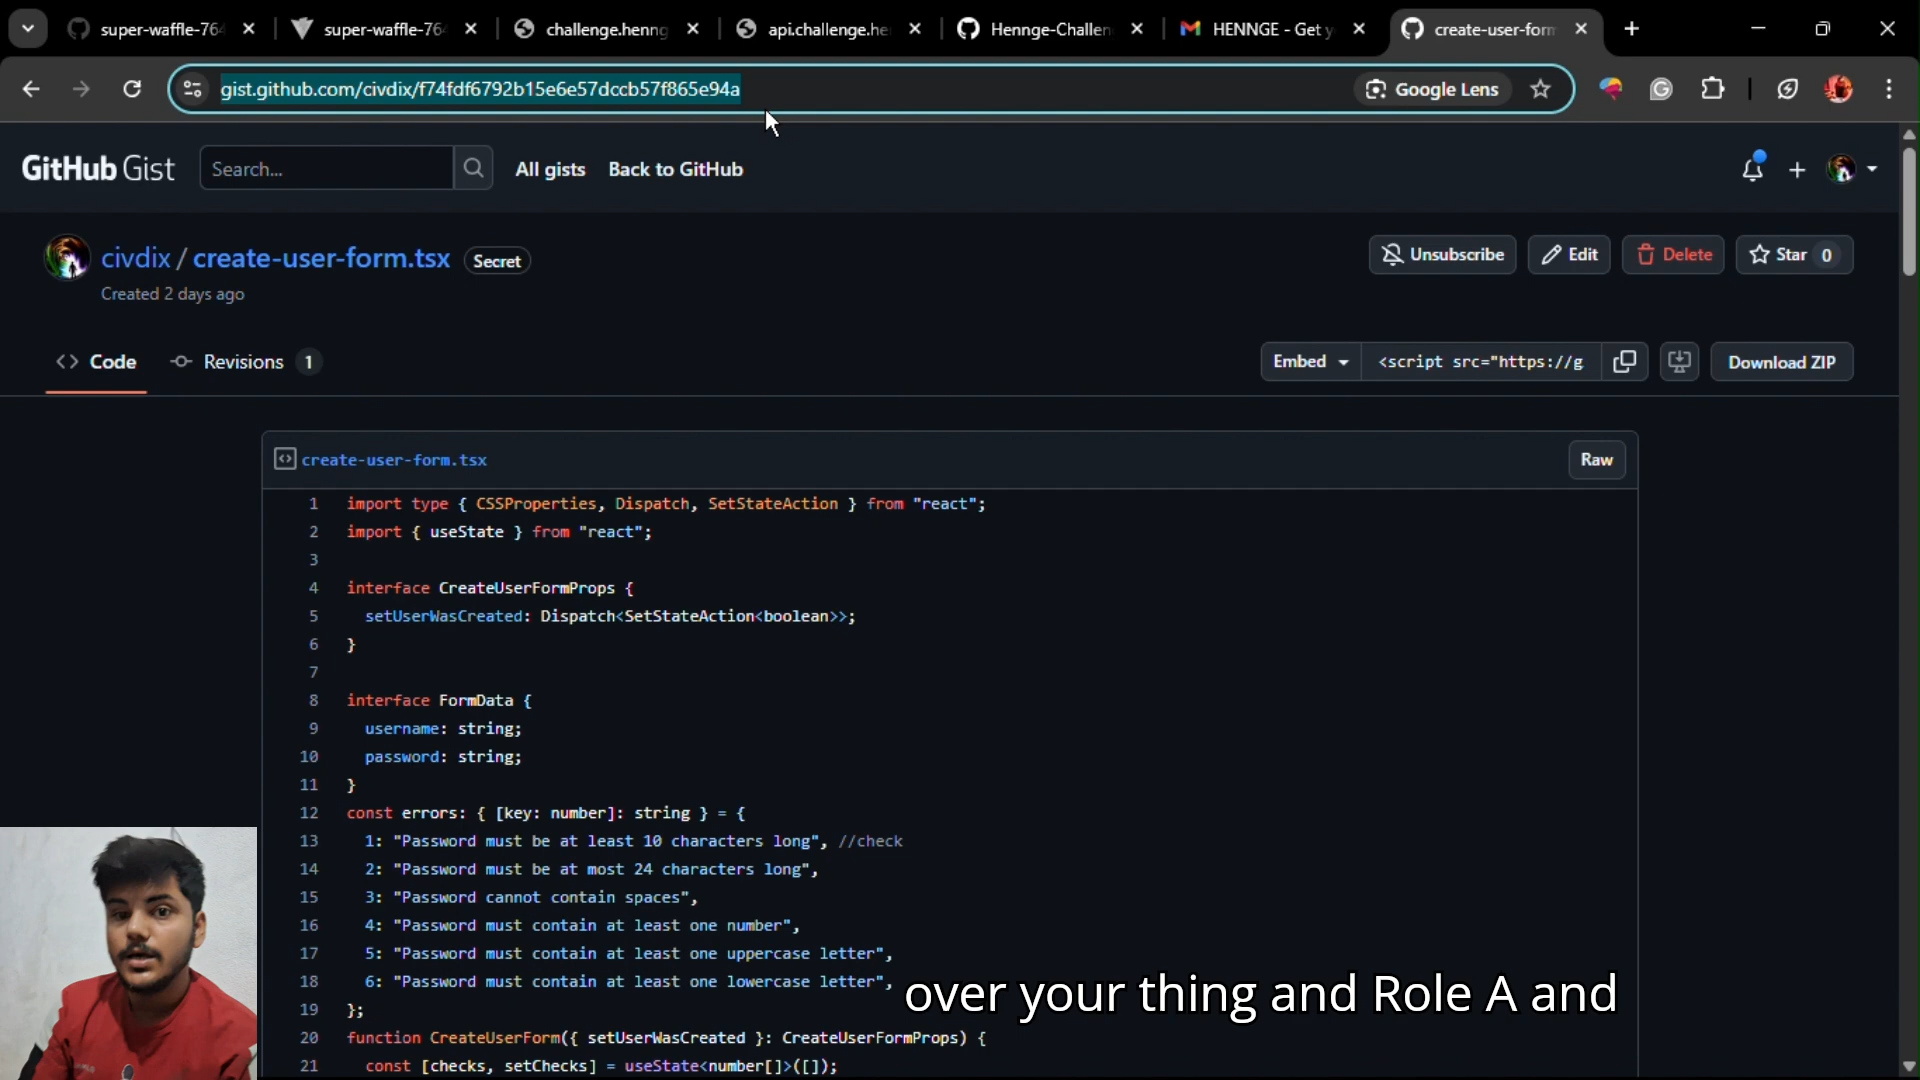 super-waffle-764
super-waffle-764
challenge.henng
api.challenge.he
Hennge-Challen
HENNGE - Get y
create-user-form
gist.github.com/civdix/f74fdf6792b15e6e57dccb57f865e94a
Google Lens
GitHub Gist
Search...
All gists
Back to GitHub
civdix / create-user-form.tsx
Secret
Created 2 days ago
Unsubscribe
Edit
Delete
Star 0
Code
Revisions 1
Embed
<script src="https://g
Download ZIP
create-user-form.tsx
Raw
1 import type { CSSProperties, Dispatch, SetStateAction } from "react";
2 import { useState } from "react";
3
4 interface CreateUserFormProps {
5 setUserWasCreated: Dispatch<SetStateAction<boolean>>;
6 }
7
8 interface FormData {
9 username: string;
10 password: string;
11 }
12 const errors: { [key: number]: string } = {
13 1: "Password must be at least 10 characters long", //check
14 2: "Password must be at most 24 characters long",
15 3: "Password cannot contain spaces",
16 4: "Password must contain at least one number",
17 5: "Password must contain at least one uppercase letter",
18 6: "Password must contain at least one lowercase letter",
19 };
20 function CreateUserForm({ setUserWasCreated }: CreateUserFormProps) {
21 const [checks, setChecks] = useState<number[]>([]);
over your thing and Role A and